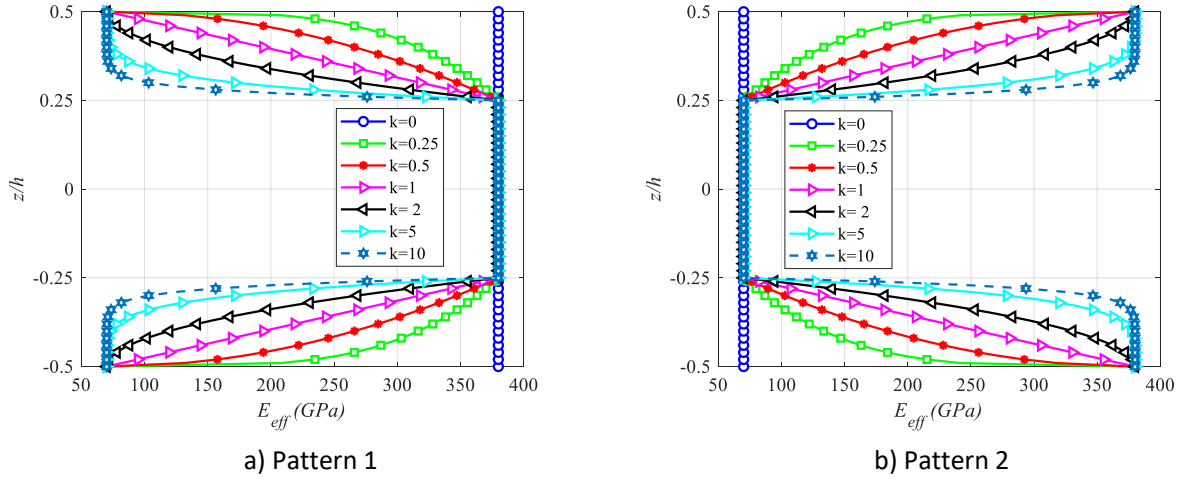 0.5
0.25
0
-0.25
-0.5
z/h
50 100 150 200 250 300 350 400
E_eff (GPa)
k=0
k=0.25
k=0.5
k=1
k= 2
k=5
k=10
a) Pattern 1
0.5
0.25
0
-0.25
-0.5
z/h
50 100 150 200 250 300 350 400
E_eff (GPa)
k=0
k=0.25
k=0.5
k=1
k= 2
k=5
k=10
b) Pattern 2